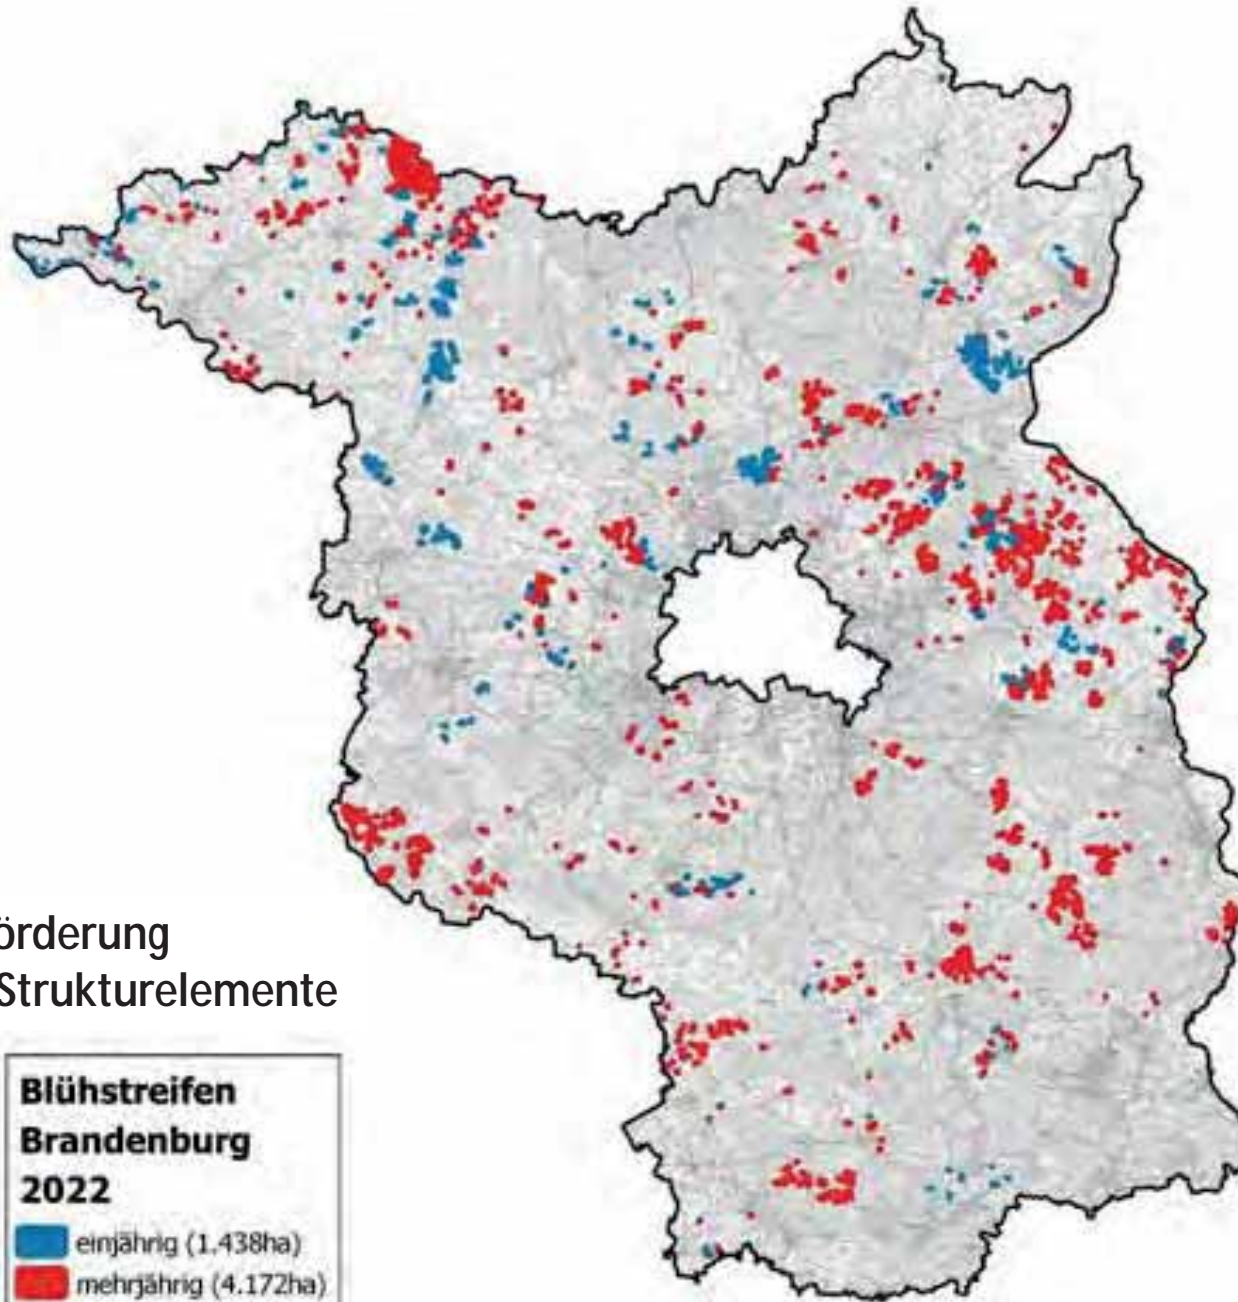 örderung
Strukturelemente
Blühstreifen
Brandenburg
2022
einjährig (1.438ha)
mehrjährig (4.172ha)